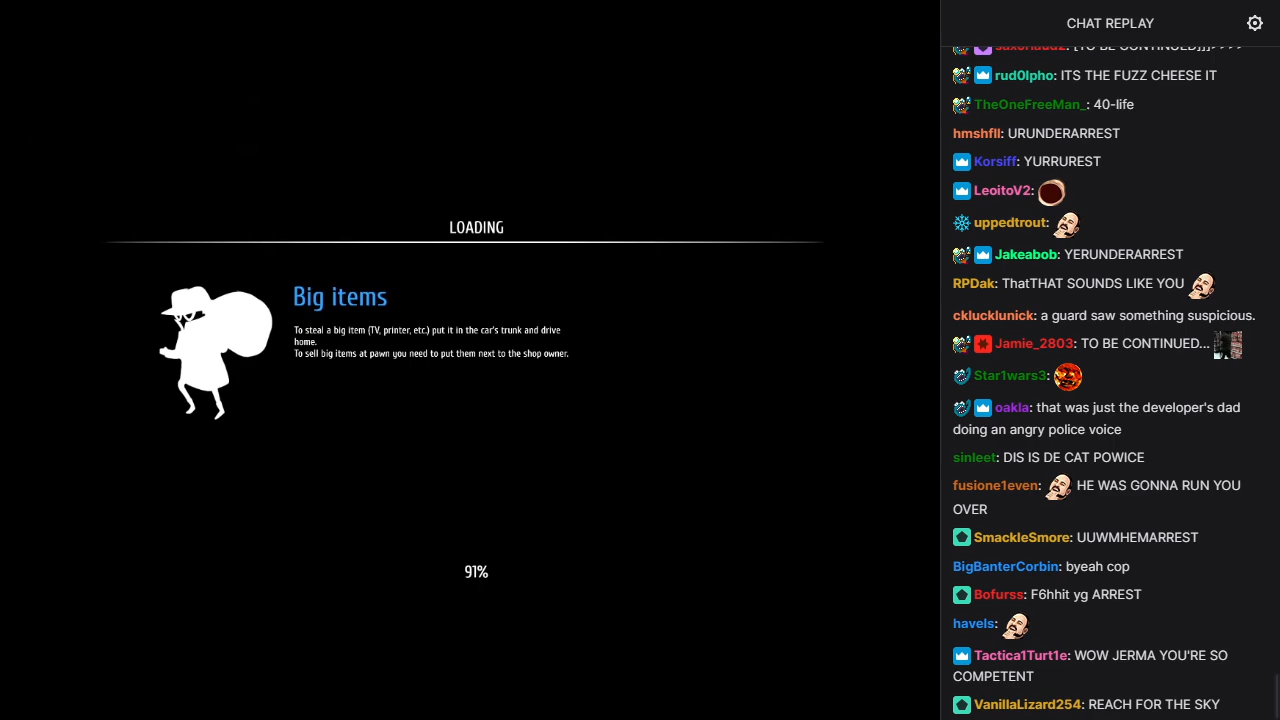 LOADING
Big items
To steal a big item (TV, printer, etc.) put it in the car's trunk and drive
home.
To sell big items at pawn you need to put them next to the shop owner.
91%
CHAT REPLAY
rud0lpho: ITS THE FUZZ CHEESE IT
TheOneFreeMan_: 40-life
hmshfll: URUNDERARREST
Korsiff: YURRUREST
LeoitoV2:
uppedtrout:
Jakeabob: YERUNDERARREST
RPDak: ThatTHAT SOUNDS LIKE YOU
cklucklunick: a guard saw something suspicious.
Jamie_2803: TO BE CONTINUED...
Star1wars3:
oakla: that was just the developer's dad
doing an angry police voice
sinleet: DIS IS DE CAT POWICE
fusione1even: HE WAS GONNA RUN YOU
OVER
SmackleSmore: UUWMHEMARREST
BigBanterCorbin: byeah cop
Bofurss: F6hhit yg ARREST
havels:
Tactica1Turt1e: WOW JERMA YOU'RE SO
COMPETENT
VanillaLizard254: REACH FOR THE SKY